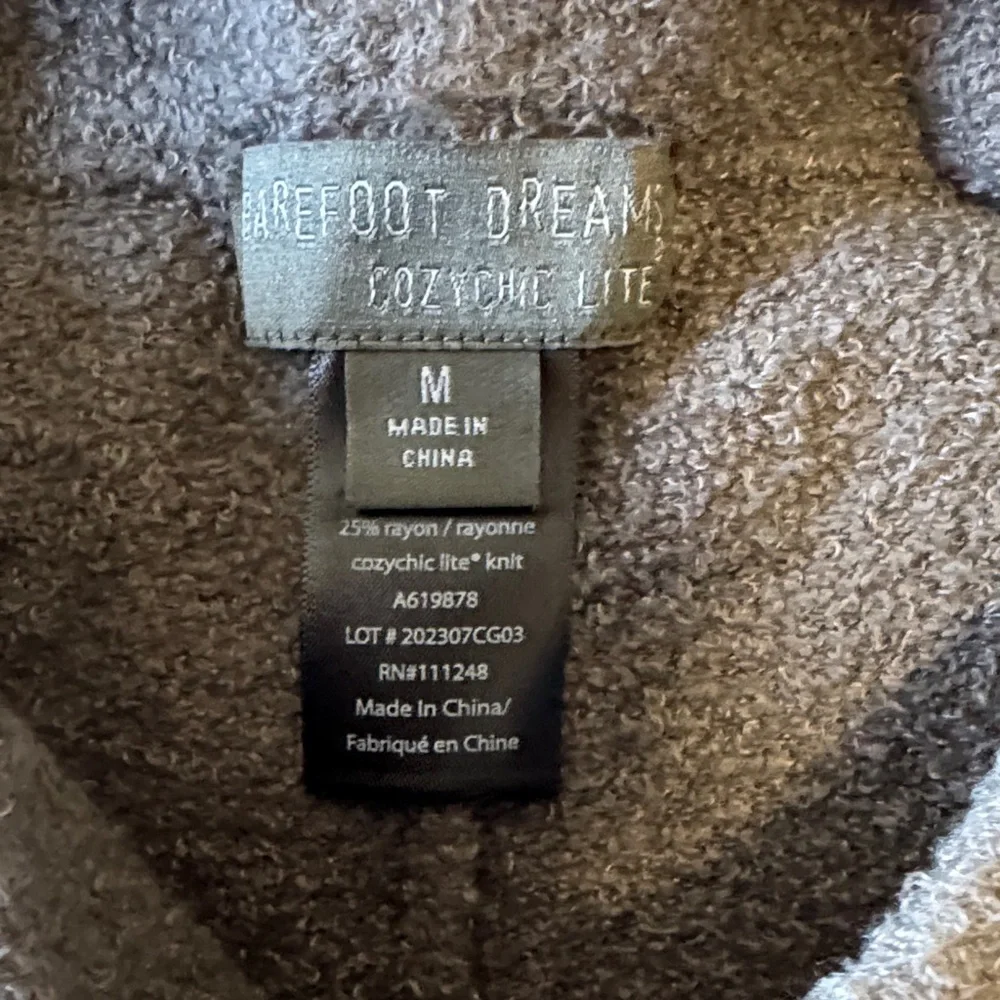 BAREFOOT DREAMS
COZYCHIC LITE
M
MADE IN
CHINA
25% rayon / rayonne
cozychic lite® knit
A619878
LOT # 202307CG03
RN#111248
Made In China/
Fabriqué en Chine